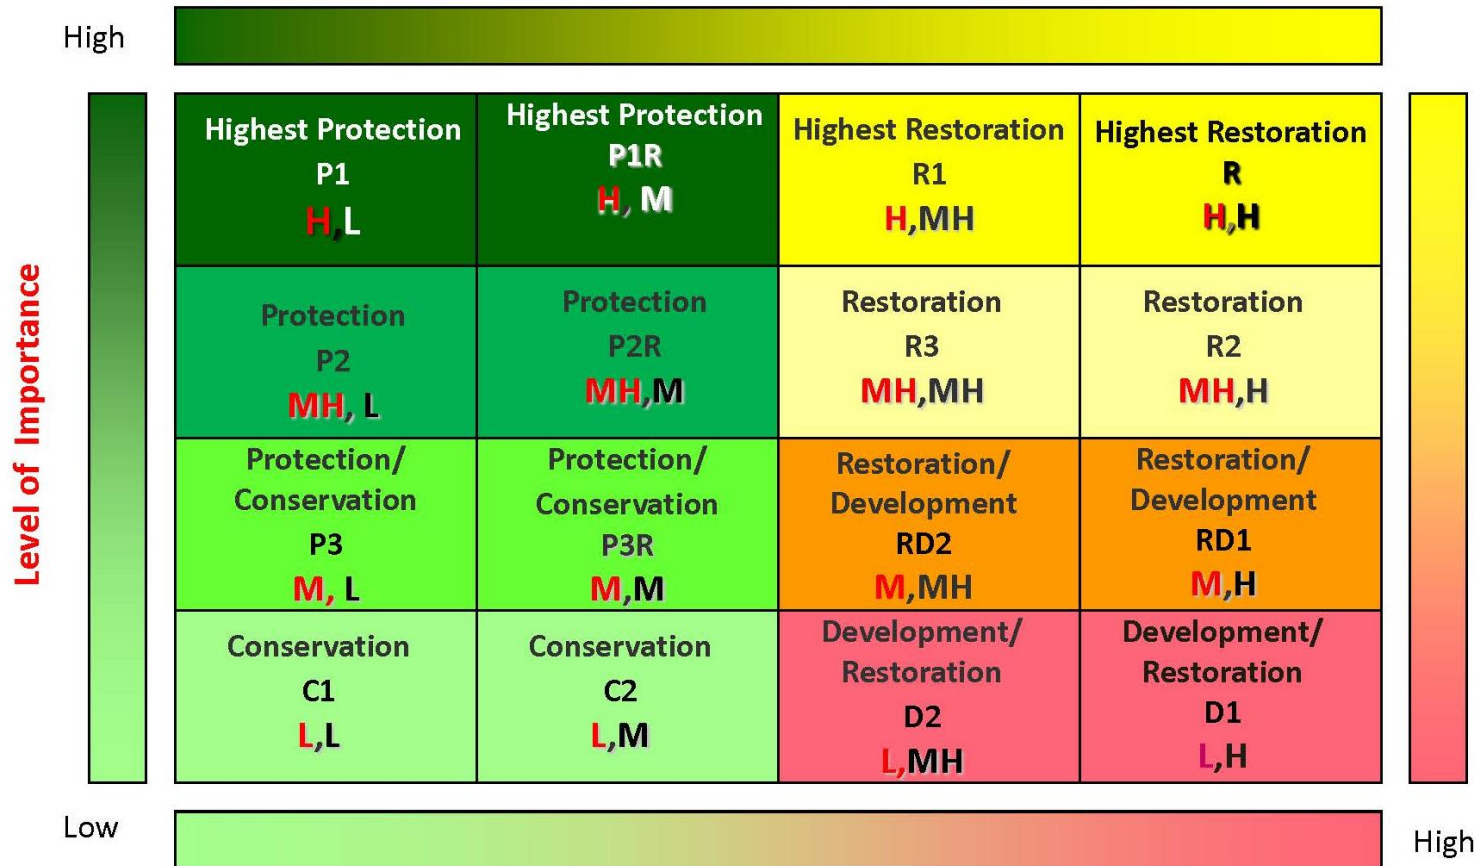 High
Level of Importance
Highest Protection
P1
H,L
Highest Protection
P1R
H, M
Highest Restoration
R1
H,MH
Highest Restoration
R
H,H
Protection
P2
MH, L
Protection
P2R
MH,M
Restoration
R3
MH,MH
Restoration
R2
MH,H
Protection/
Conservation
P3
M, L
Protection/
Conservation
P3R
M,M
Restoration/
Development
RD2
M,MH
Restoration/
Development
RD1
M,H
Conservation
C1
L,L
Conservation
C2
L,M
Development/
Restoration
D2
L,MH
Development/
Restoration
D1
L,H
Low
High